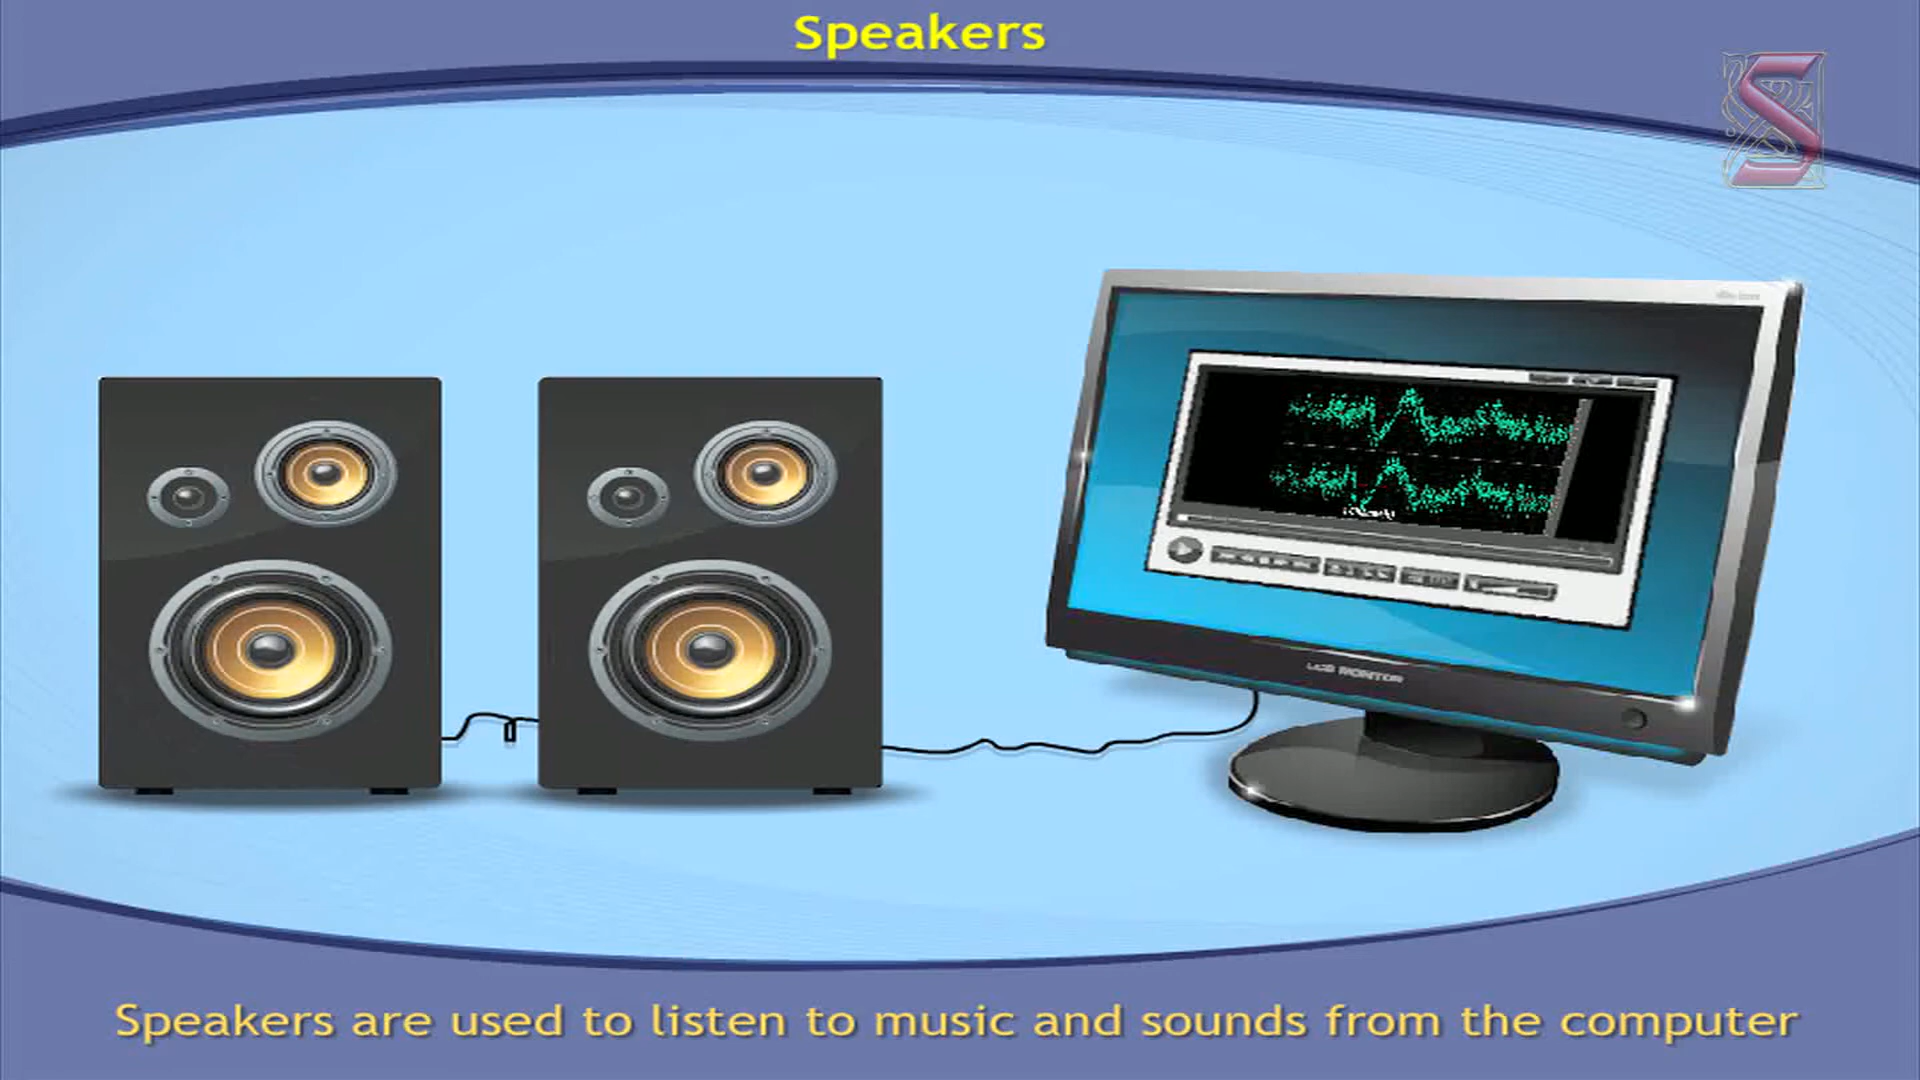 Speakers
LCD MONITOR
Speakers are used to listen to music and sounds from the computer